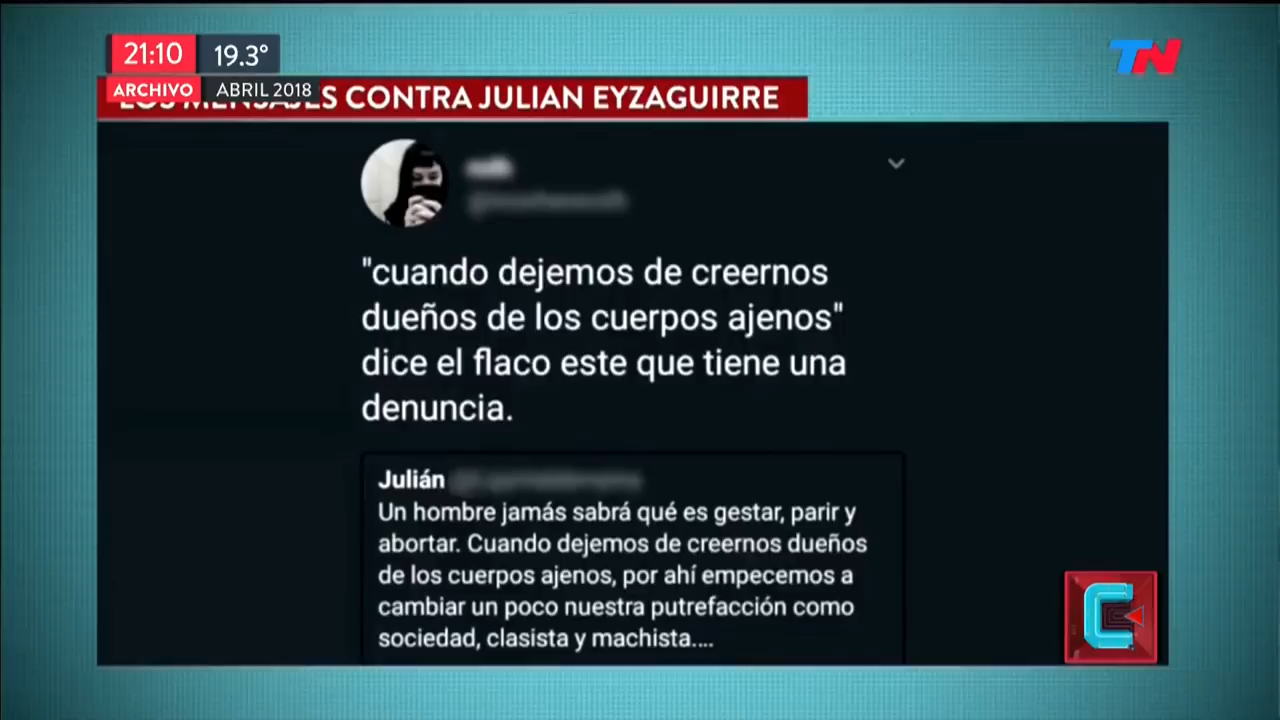 21:10 19.3°
TN
ARCHIVO ABRIL 2018
LOS MENSAJES CONTRA JULIAN EYZAGUIRRE
"cuando dejemos de creernos
dueños de los cuerpos ajenos"
dice el flaco este que tiene una
denuncia.
Julián
Un hombre jamás sabrá qué es gestar, parir y
abortar. Cuando dejemos de creernos dueños
de los cuerpos ajenos, por ahí empecemos a
cambiar un poco nuestra putrefacción como
sociedad, clasista y machista....
C